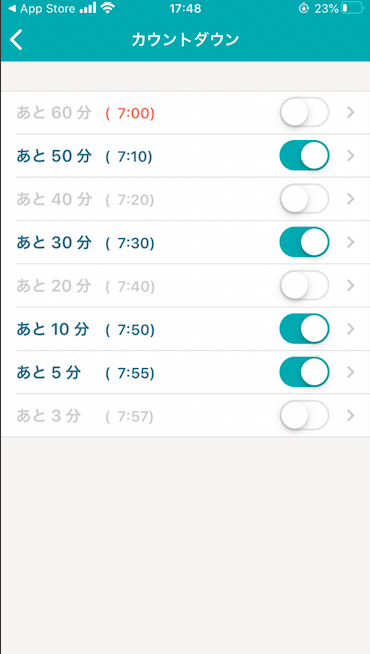 ◀ App Store 17:48 23%
カウントダウン
あと 60 分 ( 7:00)
あと 50 分 ( 7:10)
あと 40 分 ( 7:20)
あと 30 分 ( 7:30)
あと 20 分 ( 7:40)
あと 10 分 ( 7:50)
あと 5 分 ( 7:55)
あと 3 分 ( 7:57)